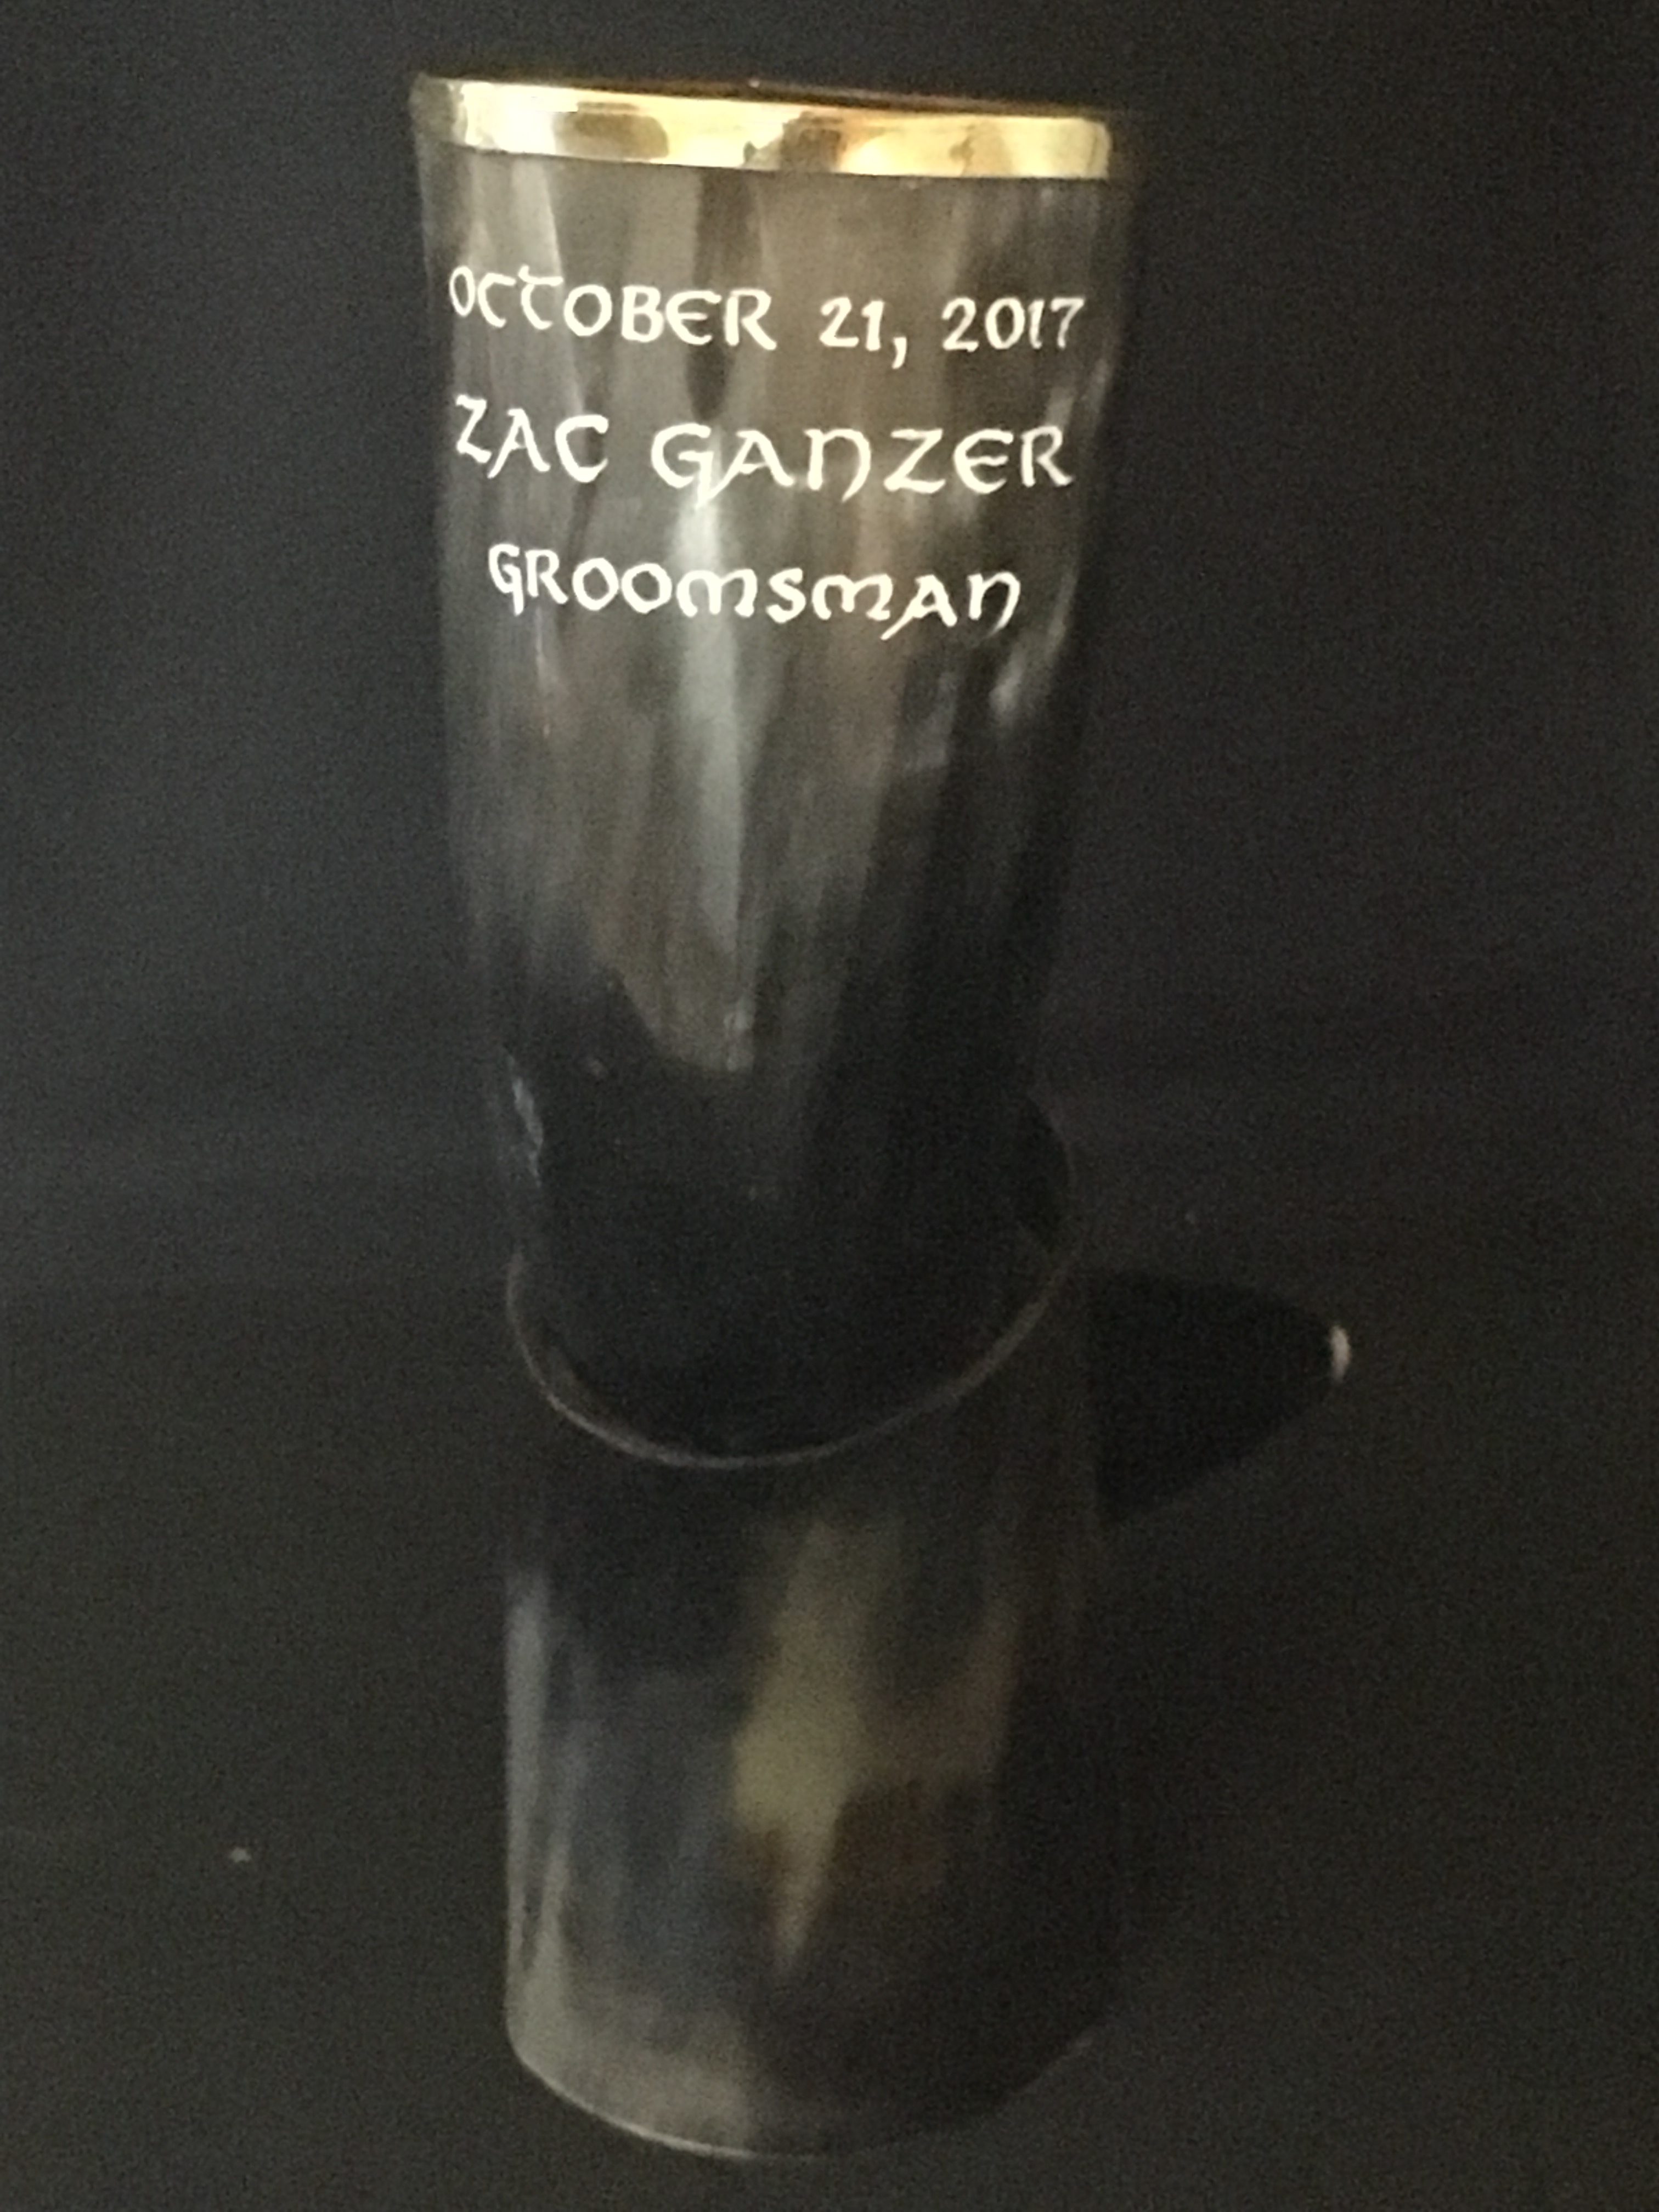 OCTOBER 21, 2017
ZAC GANZER
GROOMSMAN